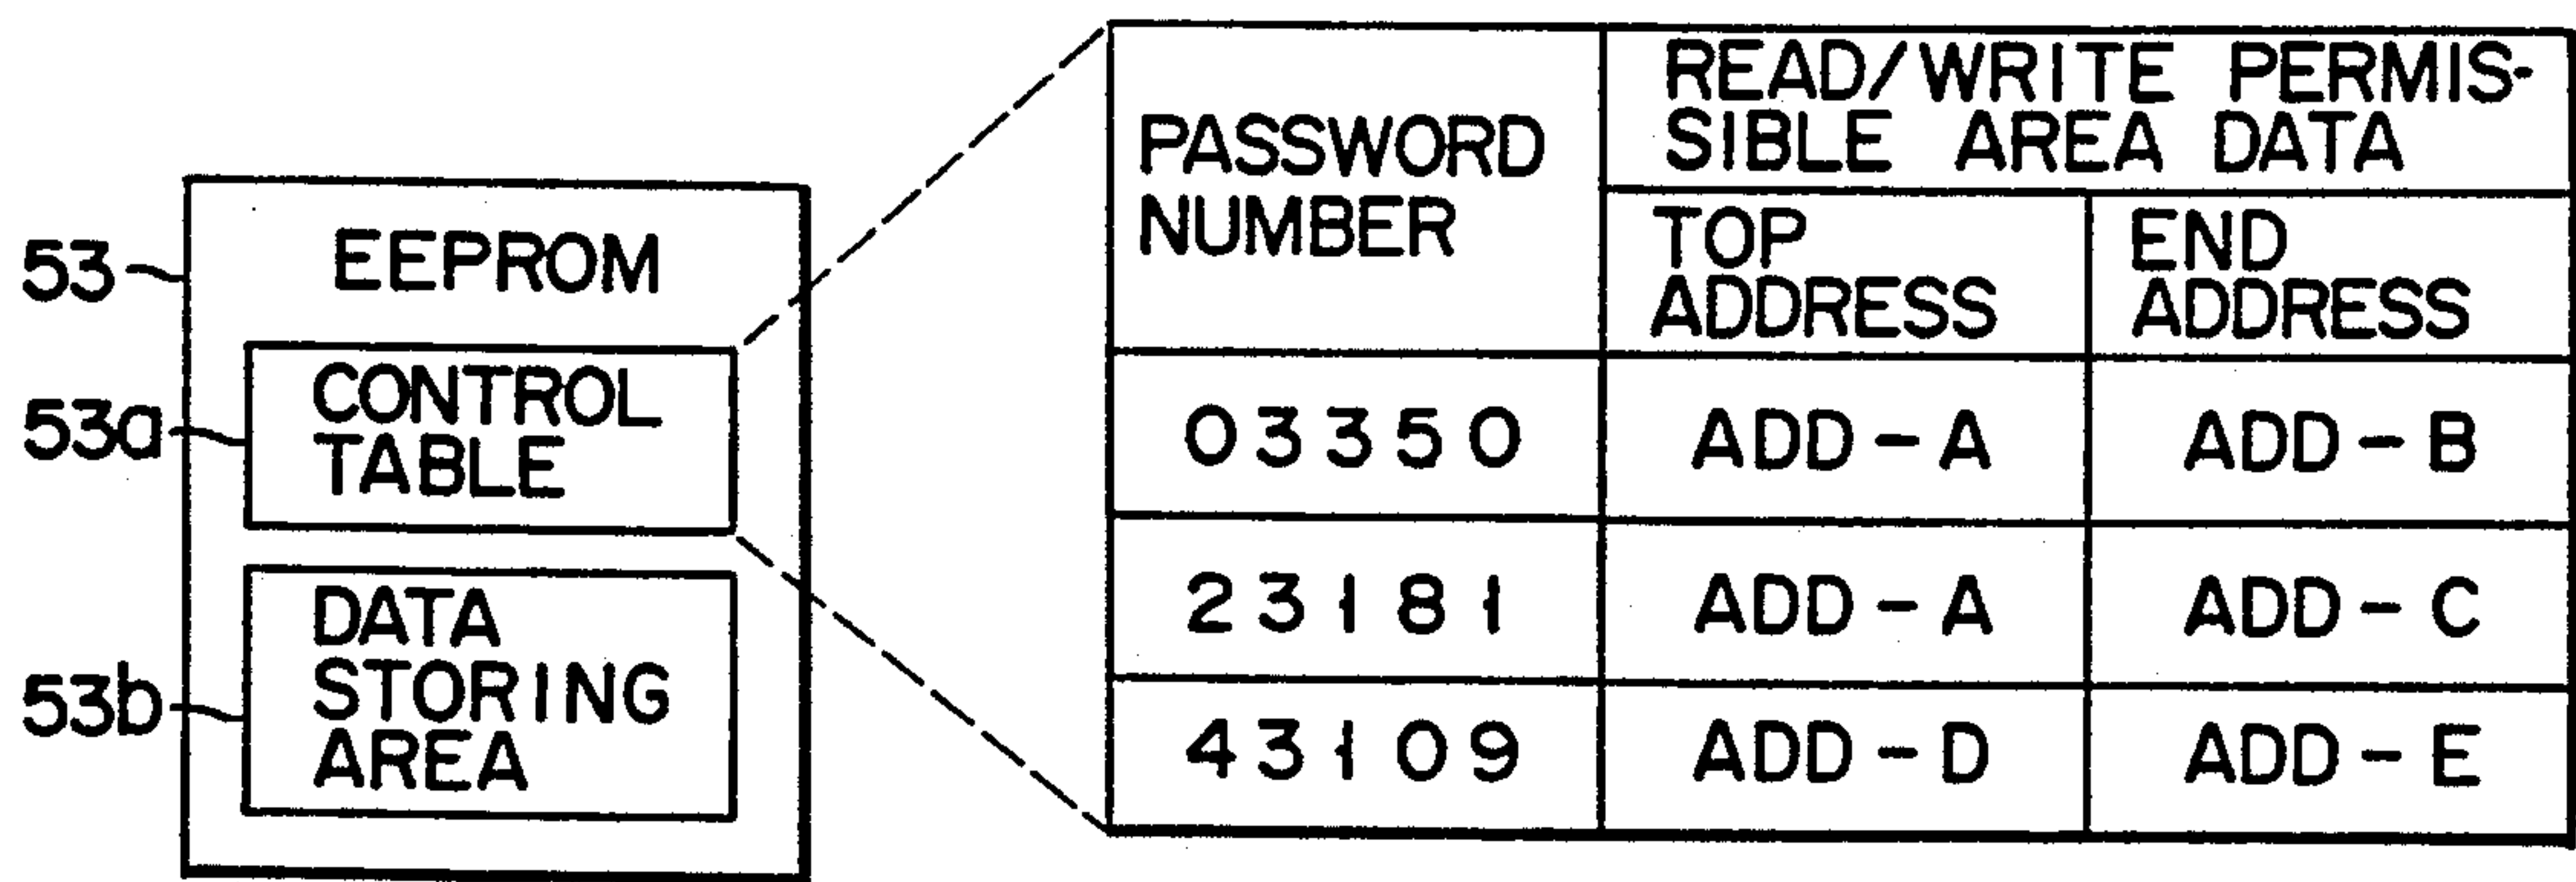 53
EEPROM
53a
CONTROL
TABLE
53b
DATA
STORING
AREA
PASSWORD
NUMBER
READ/WRITE PERMIS-
SIBLE AREA DATA
TOP
ADDRESS
END
ADDRESS
03350 ADD-A ADD-B
23181 ADD-A ADD-C
43109 ADD-D ADD-E